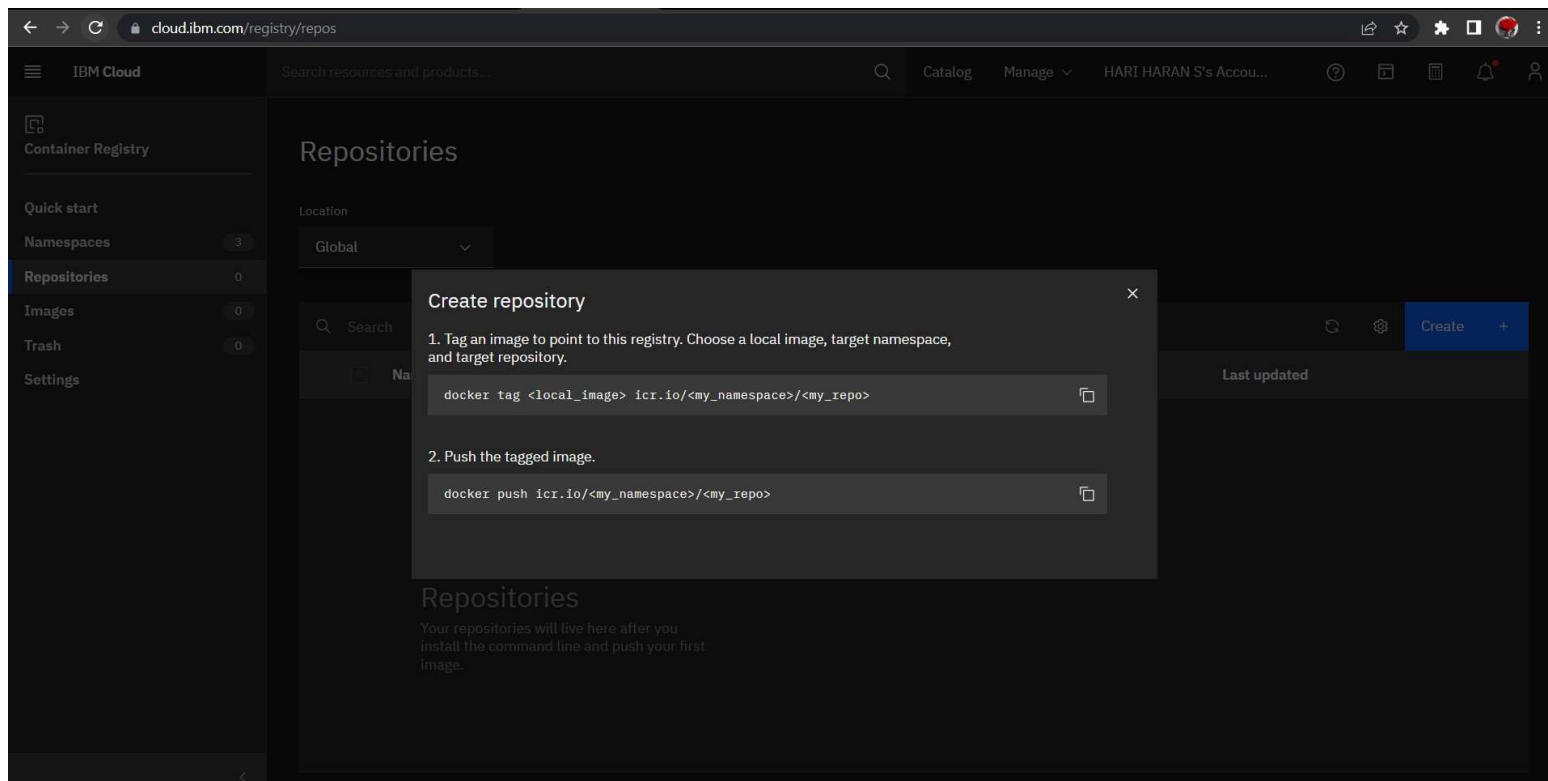 cloud.ibm.com/registry/repos
IBM Cloud
Search resources and products...
Catalog
Manage
HARI HARAN S's Accou...
Container Registry
Quick start
Namespaces 3
Repositories 0
Images 0
Trash 0
Settings
Repositories
Location
Global
Search
Create +
Na
Last updated
Create repository
1. Tag an image to point to this registry. Choose a local image, target namespace,
and target repository.
docker tag <local_image> icr.io/<my_namespace>/<my_repo>
2. Push the tagged image.
docker push icr.io/<my_namespace>/<my_repo>
Repositories
Your repositories will live here after you
install the command line and push your first
image.